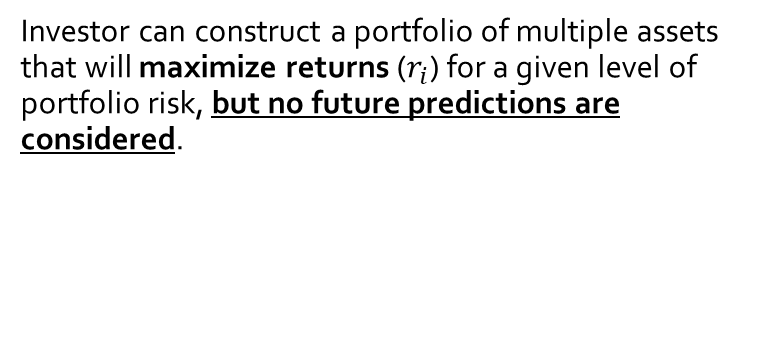 Investor can construct a portfolio of multiple assets
that will maximize returns (rᵢ) for a given level of
portfolio risk, but no future predictions are
considered.